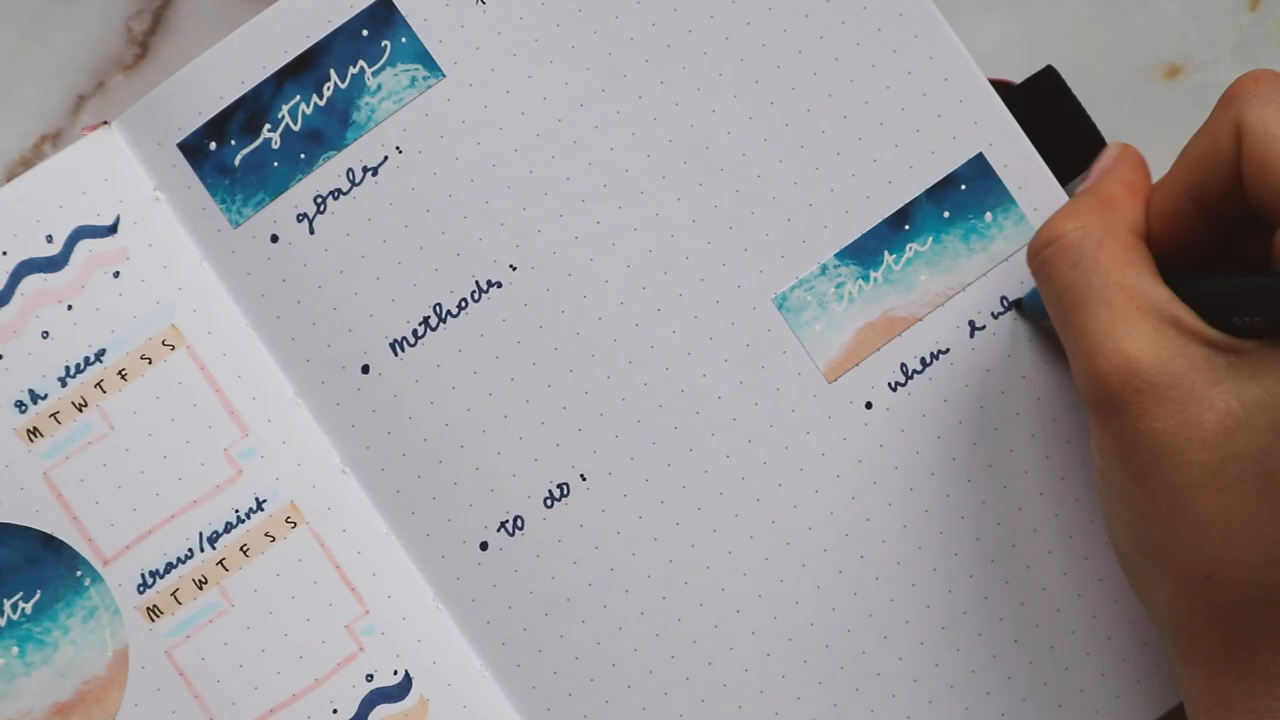 8h sleep
M T W T F S S
draw/paint
M T W T F S S
study
• goals:
• methods:
• to do:
insta
• when &